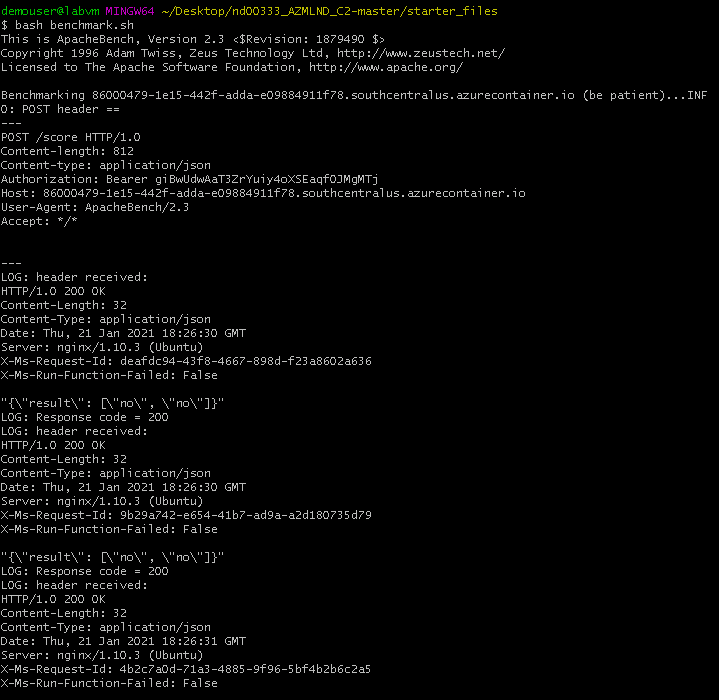 demouser@labvm MINGW64 ~/Desktop/nd00333_AZMLND_C2-master/starter_files
$ bash benchmark.sh
This is ApacheBench, Version 2.3 <$Revision: 1879490 $>
Copyright 1996 Adam Twiss, Zeus Technology Ltd, http://www.zeustech.net/
Licensed to The Apache Software Foundation, http://www.apache.org/

Benchmarking 86000479-1e15-442f-adda-e09884911f78.southcentralus.azurecontainer.io (be patient)...INF
O: POST header ==
---
POST /score HTTP/1.0
Content-length: 812
Content-type: application/json
Authorization: Bearer giBwUdwAaT3ZrYuiy4oXSEaqfOJMgMTj
Host: 86000479-1e15-442f-adda-e09884911f78.southcentralus.azurecontainer.io
User-Agent: ApacheBench/2.3
Accept: */*


---
LOG: header received:
HTTP/1.0 200 OK
Content-Length: 32
Content-Type: application/json
Date: Thu, 21 Jan 2021 18:26:30 GMT
Server: nginx/1.10.3 (Ubuntu)
X-Ms-Request-Id: deafdc94-43f8-4667-898d-f23a8602a636
X-Ms-Run-Function-Failed: False

"{\"result\": [\"no\", \"no\"]}"
LOG: Response code = 200
LOG: header received:
HTTP/1.0 200 OK
Content-Length: 32
Content-Type: application/json
Date: Thu, 21 Jan 2021 18:26:30 GMT
Server: nginx/1.10.3 (Ubuntu)
X-Ms-Request-Id: 9b29a742-e654-41b7-ad9a-a2d180735d79
X-Ms-Run-Function-Failed: False

"{\"result\": [\"no\", \"no\"]}"
LOG: Response code = 200
LOG: header received:
HTTP/1.0 200 OK
Content-Length: 32
Content-Type: application/json
Date: Thu, 21 Jan 2021 18:26:31 GMT
Server: nginx/1.10.3 (Ubuntu)
X-Ms-Request-Id: 4b2c7a0d-71a3-4885-9f96-5bf4b2b6c2a5
X-Ms-Run-Function-Failed: False